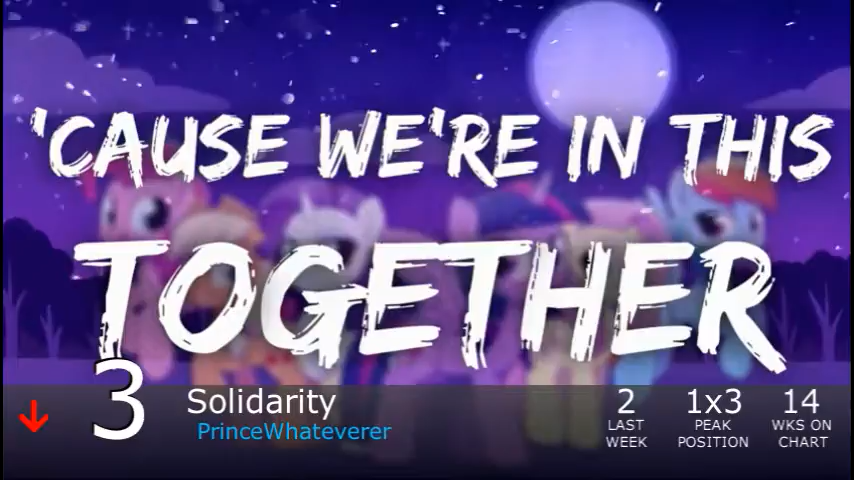 'CAUSE WE'RE IN THIS
TOGETHER
3
Solidarity
PrinceWhateverer
2
LAST
WEEK
1x3
PEAK
POSITION
14
WKS ON
CHART